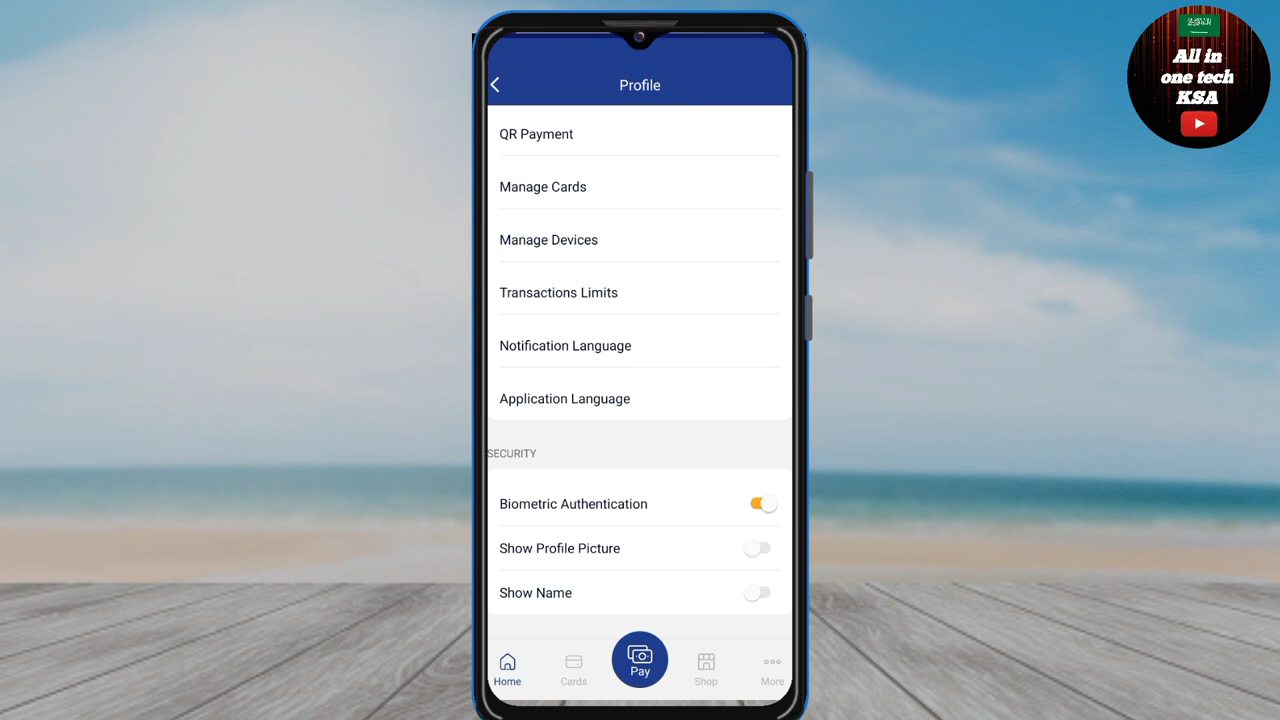 Profile
QR Payment
Manage Cards
Manage Devices
Transactions Limits
Notification Language
Application Language
SECURITY
Biometric Authentication
Show Profile Picture
Show Name
Home
Cards
Pay
Shop
More
All in
one tech
KSA